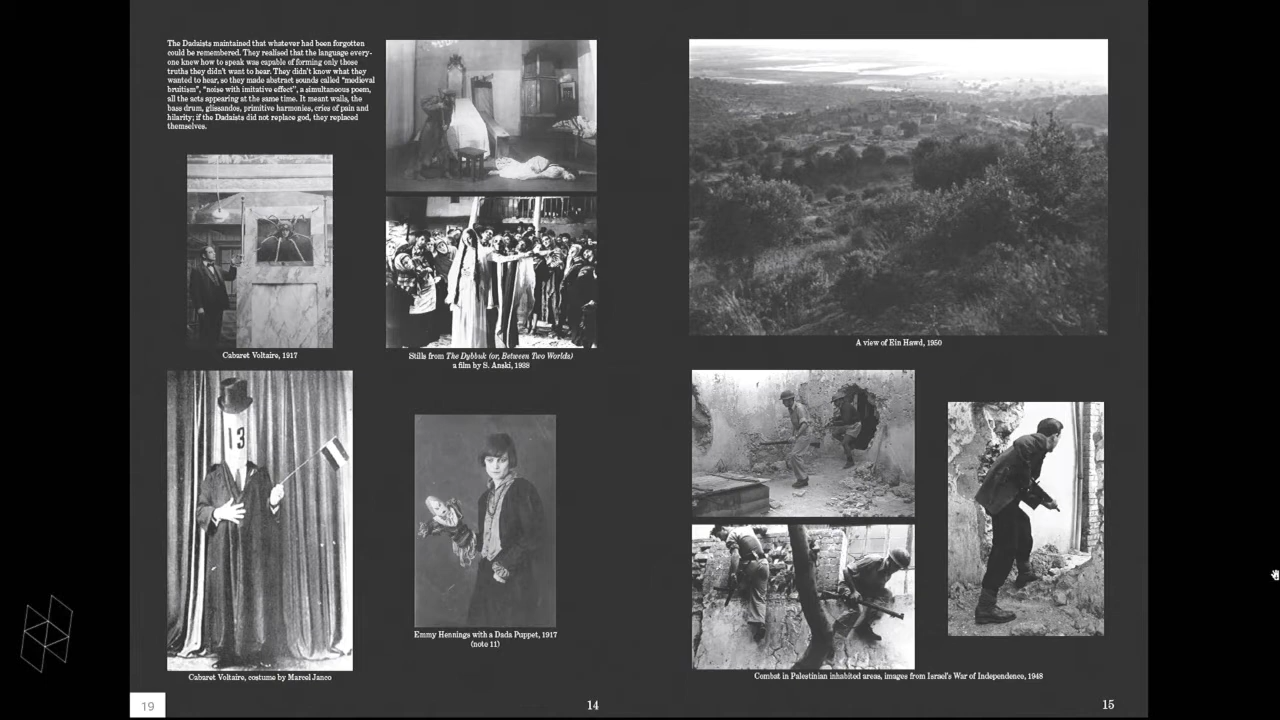 The Dadaists maintained that whatever had been forgotten
could be remembered. They realised that the language every-
one knew how to speak was capable of forming only those
truths they didn't want to hear. They didn't know what they
wanted to hear, so they made abstract sounds called "medieval
bruitism", "noise with imitative effect", a simultaneous poem,
all the acts appearing at the same time. It meant wails, the
bass drum, glissandos, primitive harmonies, cries of pain and
hilarity; if the Dadaists did not replace god, they replaced
themselves.
Cabaret Voltaire, 1917
Stills from The Dybbuk (or, Between Two Worlds)
a film by S. Anski, 1938
13
Cabaret Voltaire, costume by Marcel Janco
Emmy Hennings with a Dada Puppet, 1917
(note 11)
19
14
A view of Ein Hawd, 1950
Combat in Palestinian inhabited areas, images from Israel's War of Independence, 1948
15